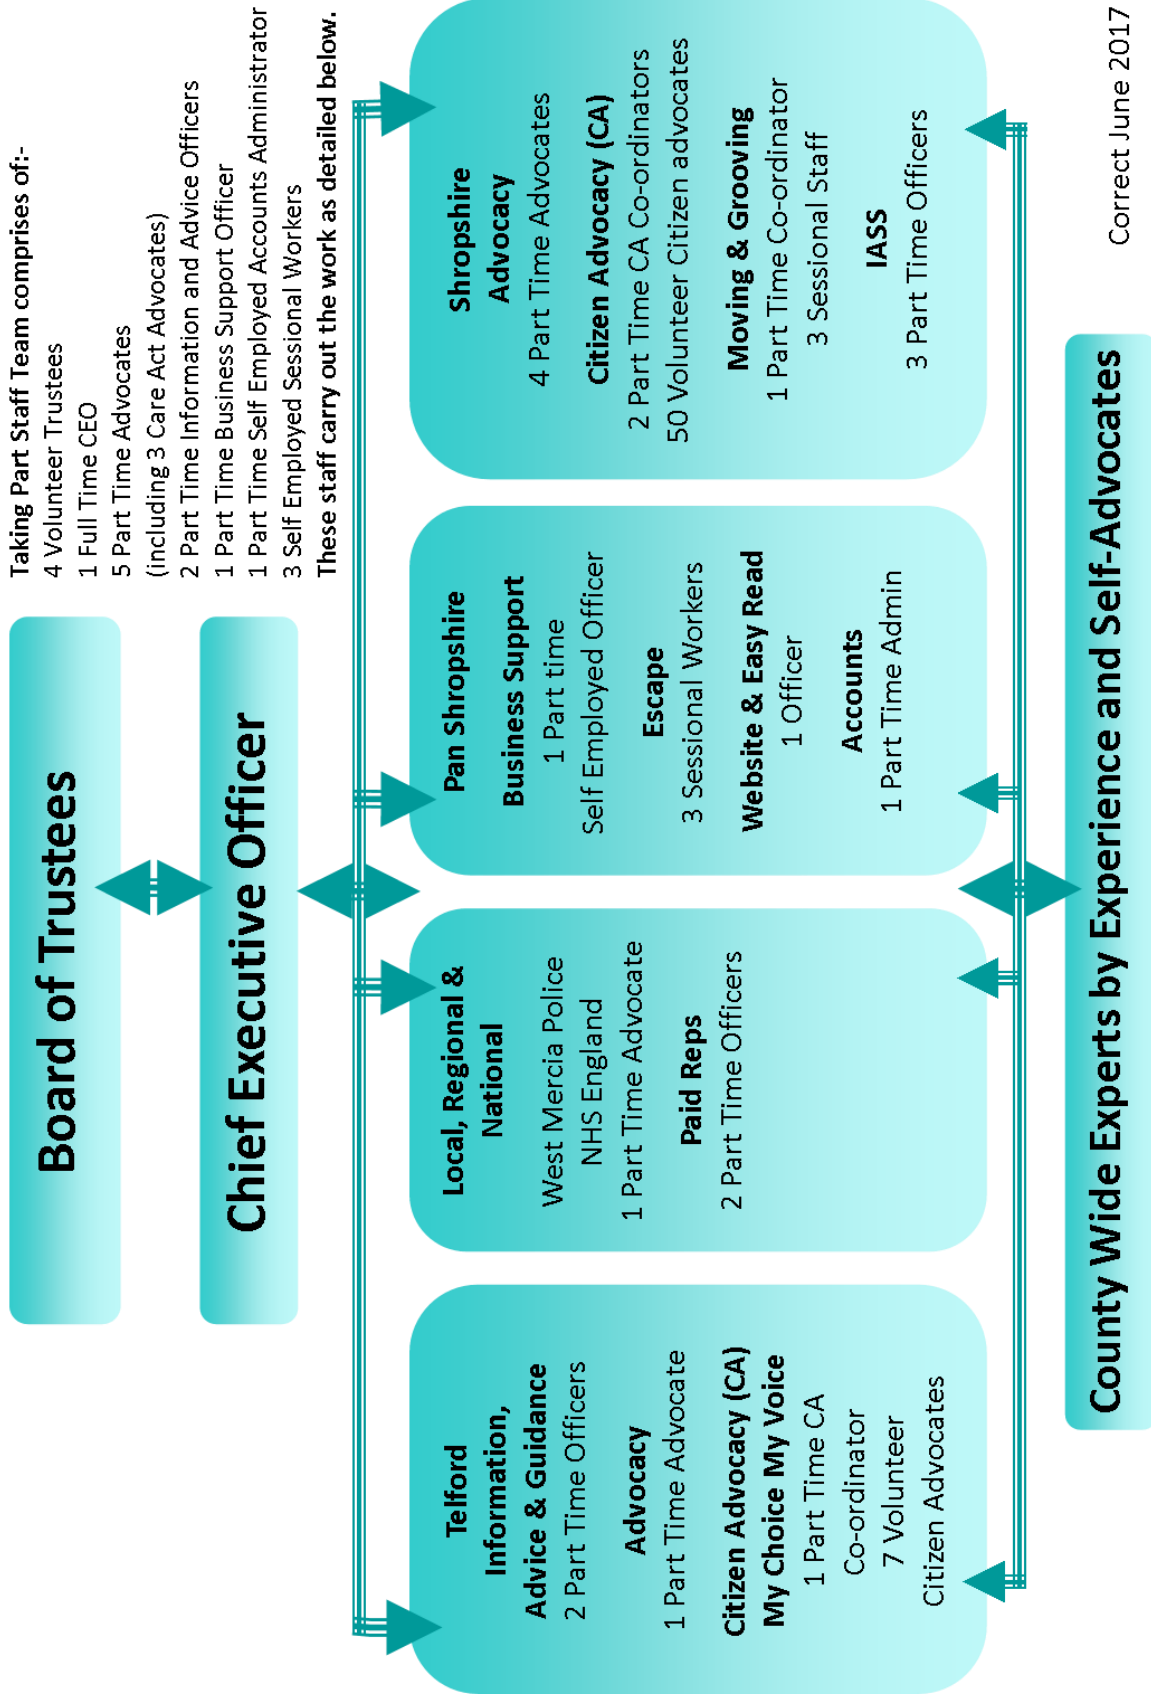 Board of Trustees
Taking Part Staff Team comprises of:-
4 Volunteer Trustees
1 Full Time CEO
5 Part Time Advocates
(including 3 Care Act Advocates)
2 Part Time Information and Advice Officers
1 Part Time Business Support Officer
1 Part Time Self Employed Accounts Administrator
3 Self Employed Sessional Workers
These staff carry out the work as detailed below.
Chief Executive Officer
Telford
Information,
Advice & Guidance
2 Part Time Officers
Advocacy
1 Part Time Advocate
Citizen Advocacy (CA)
My Choice My Voice
1 Part Time CA
Co-ordinator
7 Volunteer
Citizen Advocates
Local, Regional &
National
West Mercia Police
NHS England
1 Part Time Advocate
Paid Reps
2 Part Time Officers
Pan Shropshire
Business Support
1 Part time
Self Employed Officer
Escape
3 Sessional Workers
Website & Easy Read
1 Officer
Accounts
1 Part Time Admin
Shropshire
Advocacy
4 Part Time Advocates
Citizen Advocacy (CA)
2 Part Time CA Co-ordinators
50 Volunteer Citizen advocates
Moving & Grooving
1 Part Time Co-ordinator
3 Sessional Staff
IASS
3 Part Time Officers
County Wide Experts by Experience and Self-Advocates
Correct June 2017